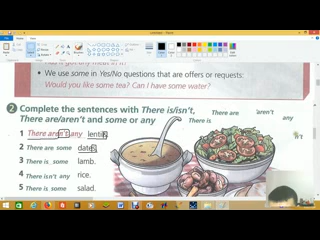 • We use some in Yes/No questions that are offers or requests:
Would you like some tea? Can I have some water?
2 Complete the sentences with There is/isn't,
There are/aren't and some or any
There are
aren't
There is
1 There aren't any lentils.
2 There are some dates.
3 There is some lamb.
4 There isn't any rice.
5 There is some salad.